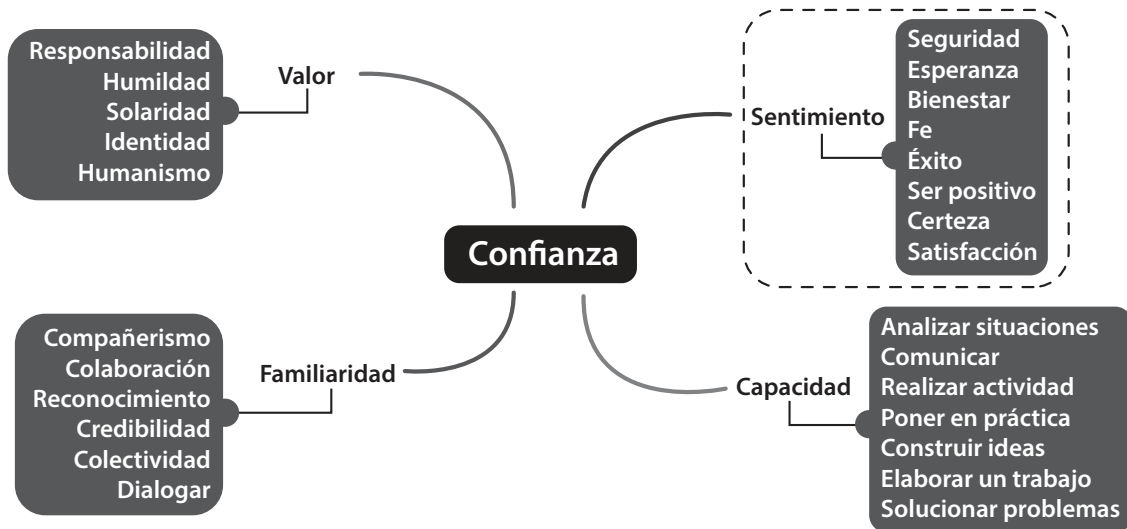 Responsabilidad
Humildad
Solaridad
Identidad
Humanismo
Valor
Seguridad
Esperanza
Bienestar
Fe
Éxito
Ser positivo
Certeza
Satisfacción
Sentimiento
Confianza
Compañerismo
Colaboración
Reconocimiento
Credibilidad
Colectividad
Dialogar
Familiaridad
Capacidad
Analizar situaciones
Comunicar
Realizar actividad
Poner en práctica
Construir ideas
Elaborar un trabajo
Solucionar problemas